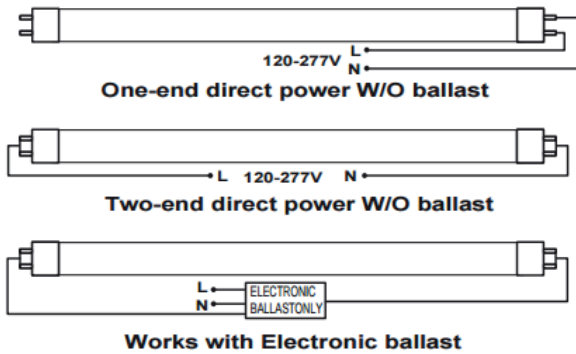 L
120-277V
N
One-end direct power W/O ballast
L 120-277V N
Two-end direct power W/O ballast
L ELECTRONIC
N BALLASTONLY
Works with Electronic ballast